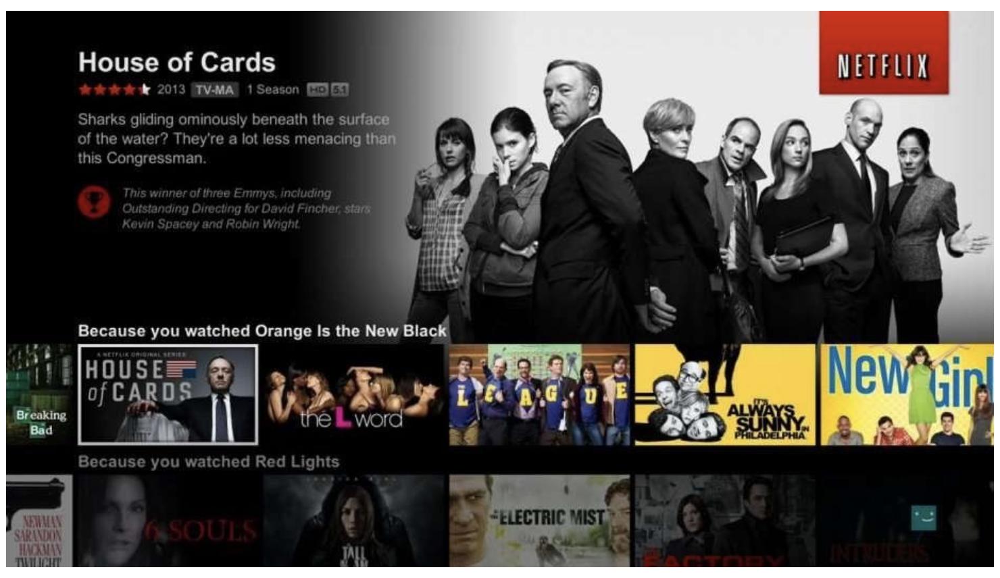 NETFLIX
House of Cards
2013 TV-MA 1 Season HD 5.1
Sharks gliding ominously beneath the surface
of the water? They're a lot less menacing than
this Congressman.
This winner of three Emmys, including
Outstanding Directing for David Fincher, stars
Kevin Spacey and Robin Wright.
Because you watched Orange Is the New Black
Breaking
Bad
A NETFLIX ORIGINAL SERIES
HOUSE
of CARDS
the L word
LEAGUE
IT'S
ALWAYS
SUNNY IN
PHILADELPHIA
New Girl
Because you watched Red Lights
NEWMAN
SARANDON
HACKMAN
TWILIGHT
6 SOULS
TALL
ELECTRIC MIST
FACTORY
INTRUDERS